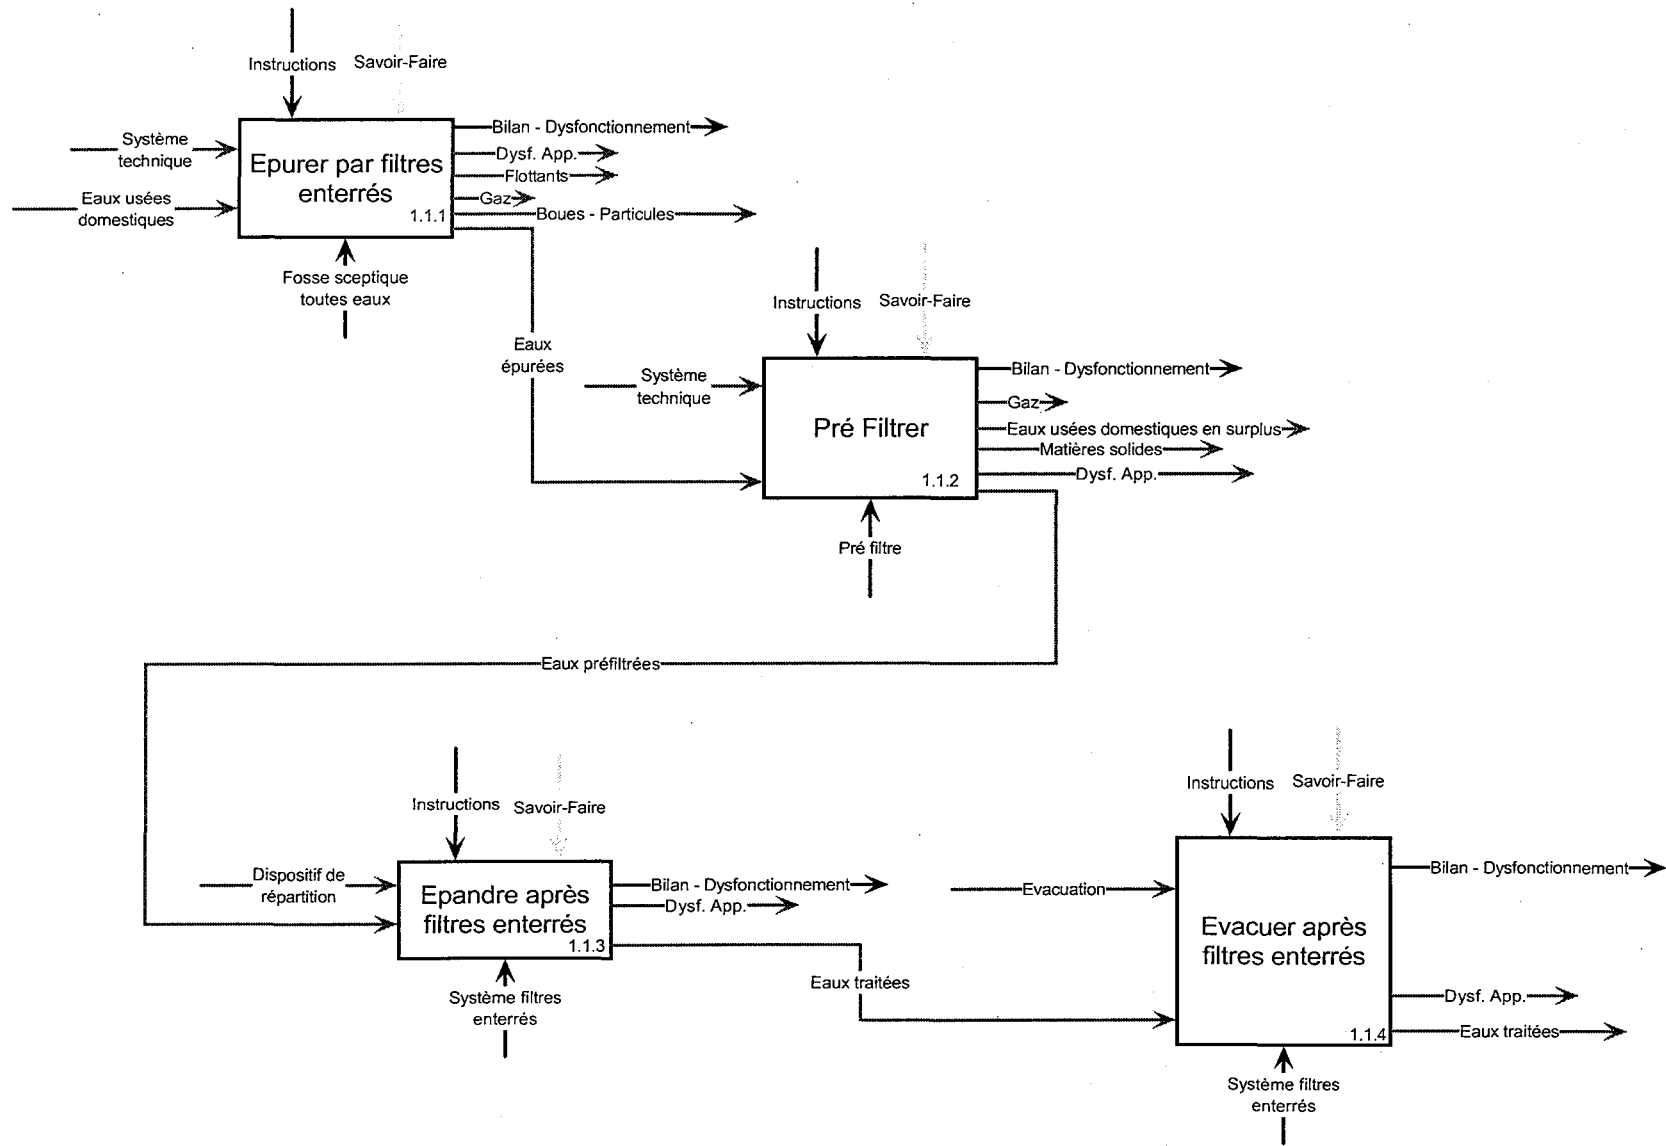 Instructions
Savoir-Faire
Système
technique
Eaux usées
domestiques
Epurer par filtres
enterrés
1.1.1
Bilan - Dysfonctionnement
Dysf. App.
Flottants
Gaz
Boues - Particules
Fosse sceptique
toutes eaux
Eaux
épurées
Instructions
Savoir-Faire
Système
technique
Pré Filtrer
1.1.2
Bilan - Dysfonctionnement
Gaz
Eaux usées domestiques en surplus
Matières solides
Dysf. App.
Pré filtre
Eaux préfiltrées
Instructions
Savoir-Faire
Dispositif de
répartition
Epandre après
filtres enterrés
1.1.3
Bilan - Dysfonctionnement
Dysf. App.
Système filtres
enterrés
Eaux traitées
Instructions
Savoir-Faire
Evacuation
Evacuer après
filtres enterrés
1.1.4
Bilan - Dysfonctionnement
Dysf. App.
Eaux traitées
Système filtres
enterrés